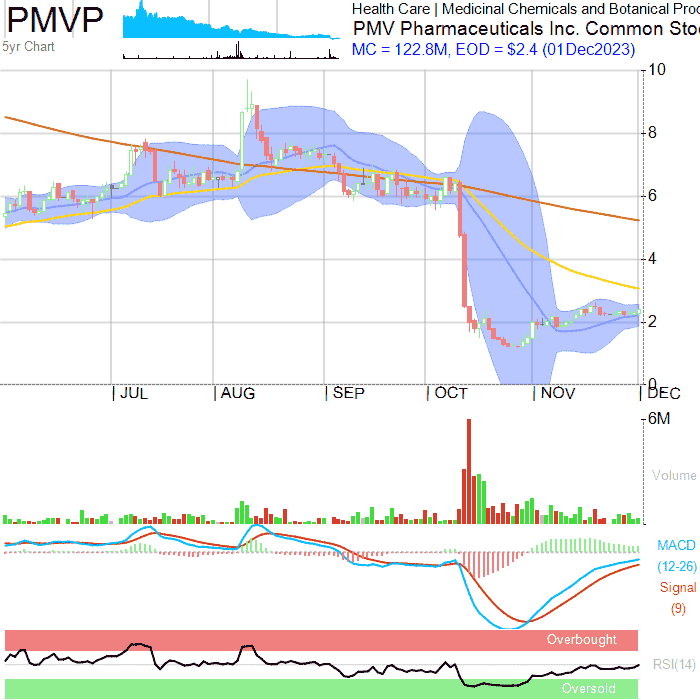 PMVP
5yr Chart
Health Care | Medicinal Chemicals and Botanical Proc
PMV Pharmaceuticals Inc. Common Stoc
MC = 122.8M, EOD = $2.4 (01Dec2023)
10
8
6
4
2
0
JUL AUG SEP OCT NOV DEC
6M
Volume
MACD
(12-26)
Signal
(9)
Overbought
RSI(14)
Oversold